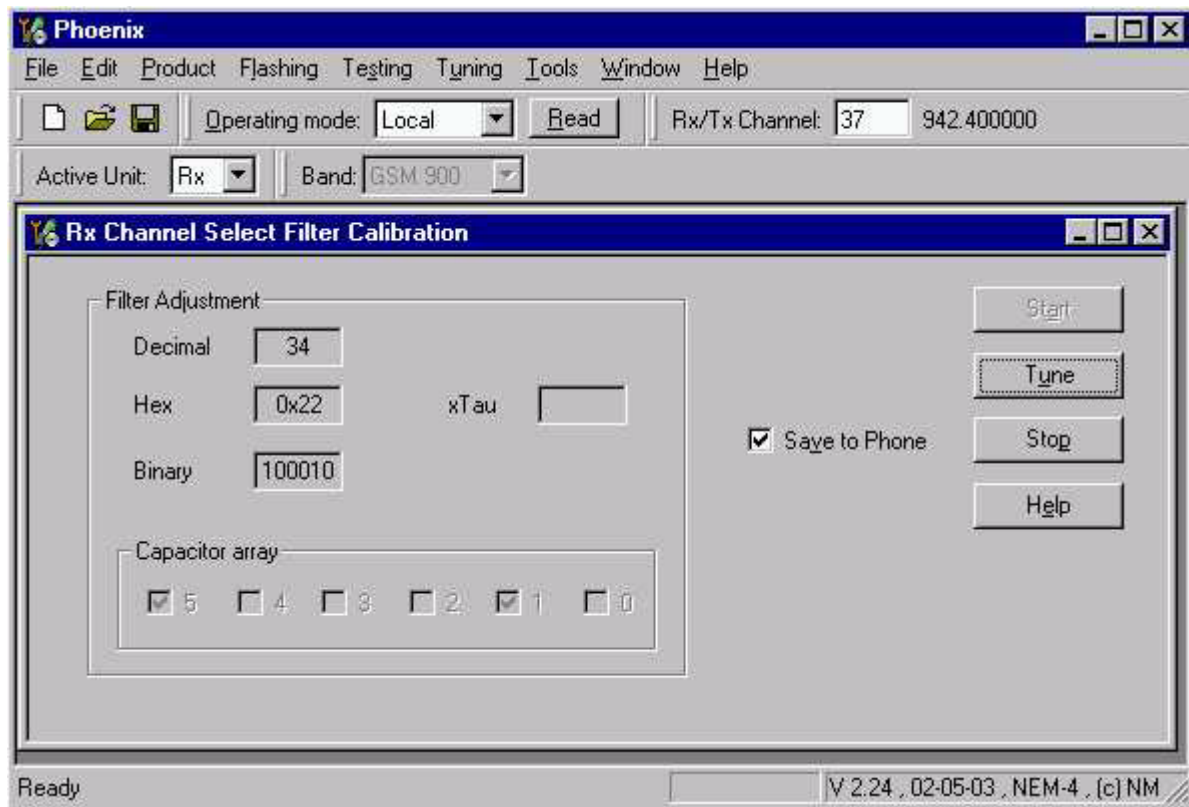 Phoenix
File Edit Product Flashing Testing Tuning Tools Window Help
Operating mode: Local Read Rx/Tx Channel: 37 942.400000
Active Unit: Rx Band: GSM 900
Rx Channel Select Filter Calibration
Filter Adjustment
Start
Decimal 34
Tune
Hex 0x22 xTau
Save to Phone
Stop
Binary 100010
Help
Capacitor array
5 4 3 2 1 0
Ready V 2.24 , 02-05-03 , NEM-4 , (c) NM